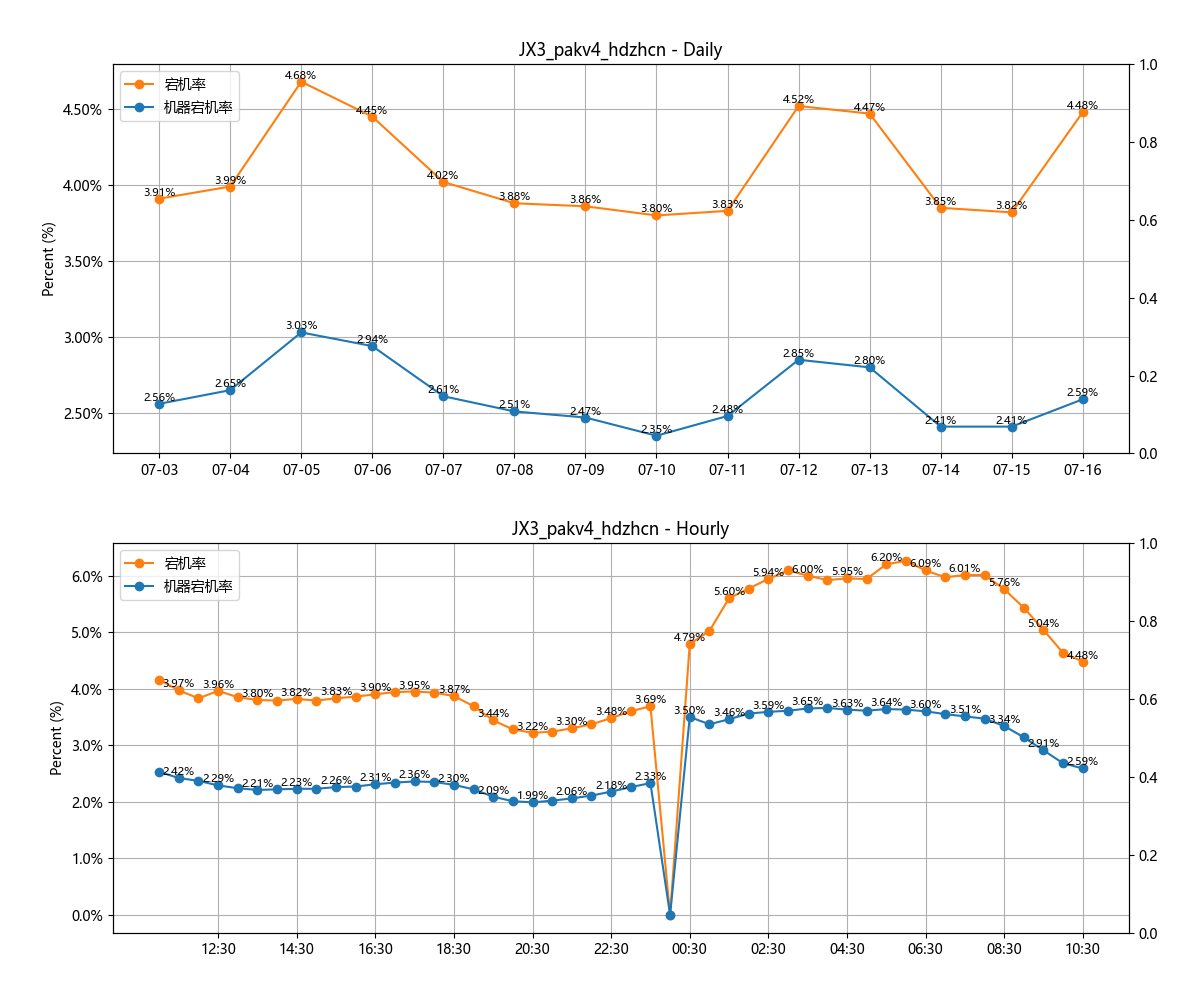 JX3_pakv4_hdzhcn - Daily
宕机率
机器宕机率
Percent (%)
4.50%
4.00%
3.50%
3.00%
2.50%
1.0
0.8
0.6
0.4
0.2
0.0
3.91% 3.99% 4.68% 4.45% 4.02% 3.88% 3.86% 3.80% 3.83% 4.52% 4.47% 3.85% 3.82% 4.48%
2.56% 2.65% 3.03% 2.94% 2.61% 2.51% 2.47% 2.35% 2.48% 2.85% 2.80% 2.41% 2.41% 2.59%
07-03 07-04 07-05 07-06 07-07 07-08 07-09 07-10 07-11 07-12 07-13 07-14 07-15 07-16
JX3_pakv4_hdzhcn - Hourly
宕机率
机器宕机率
Percent (%)
6.0%
5.0%
4.0%
3.0%
2.0%
1.0%
0.0%
1.0
0.8
0.6
0.4
0.2
0.0
3.97% 3.96% 3.80% 3.82% 3.83% 3.90% 3.95% 3.87% 3.44% 3.22% 3.30% 3.48% 3.69% 4.79% 5.60% 5.94% 6.00% 5.95% 6.20% 6.09% 6.01% 5.76% 5.04% 4.48%
2.42% 2.29% 2.21% 2.23% 2.26% 2.31% 2.36% 2.30% 2.09% 1.99% 2.06% 2.18% 2.33% 3.50% 3.46% 3.59% 3.65% 3.63% 3.64% 3.60% 3.51% 3.34% 2.91% 2.59%
12:30 14:30 16:30 18:30 20:30 22:30 00:30 02:30 04:30 06:30 08:30 10:30